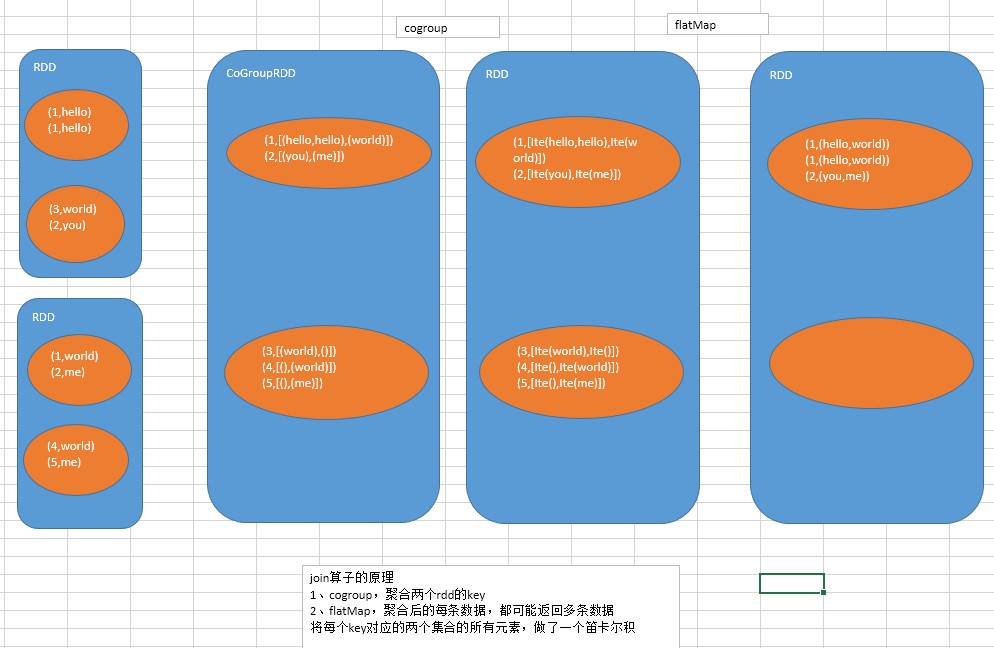 cogroup
flatMap
RDD
(1,hello)
(1,hello)
(3,world)
(2,you)
RDD
(1,world)
(2,me)
(4,world)
(5,me)
CoGroupRDD
(1,[(hello,hello),(world)])
(2,[(you),(me)])
(3,[(world),()])
(4,[(),(world)])
(5,[(),(me)])
RDD
(1,[Ite(hello,hello),Ite(w
orld)])
(2,[Ite(you),Ite(me)])
(3,[Ite(world),Ite()])
(4,[Ite(),Ite(world)])
(5,[Ite(),Ite(me)])
RDD
(1,(hello,world))
(1,(hello,world))
(2,(you,me))
join算子的原理
1、cogroup，聚合两个rdd的key
2、flatMap，聚合后的每条数据，都可能返回多条数据
将每个key对应的两个集合的所有元素，做了一个笛卡尔积